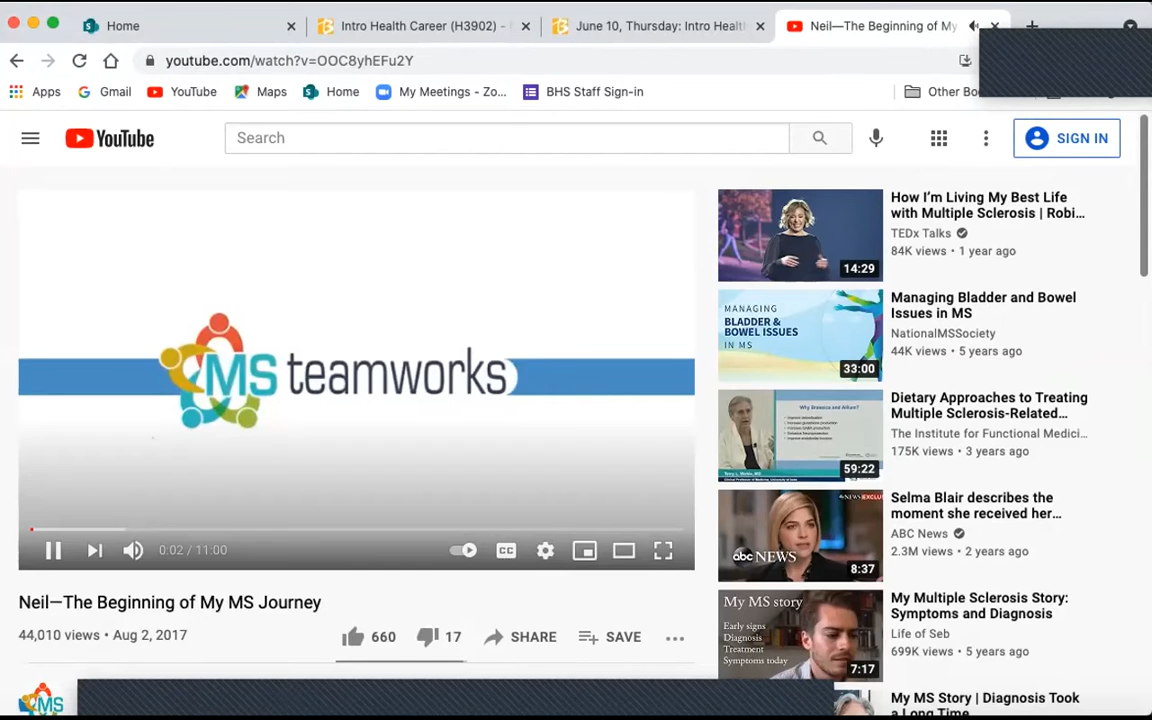 Home
Intro Health Career (H3902) -
June 10, Thursday: Intro Healt
Neil—The Beginning of My
youtube.com/watch?v=OOC8yhEFu2Y
Apps
Gmail
YouTube
Maps
Home
My Meetings - Zo...
BHS Staff Sign-in
Other Bo
YouTube
Search
SIGN IN
MS teamworks
0:02 / 11:00
CC
Neil—The Beginning of My MS Journey
44,010 views • Aug 2, 2017
660
17
SHARE
SAVE
MS
14:29
How I'm Living My Best Life
with Multiple Sclerosis | Robi...
TEDx Talks
84K views • 1 year ago
MANAGING
BLADDER &
BOWEL ISSUES
IN MS
33:00
Managing Bladder and Bowel
Issues in MS
NationalMSSociety
44K views • 5 years ago
Why Brassica and Allium?
59:22
Dietary Approaches to Treating
Multiple Sclerosis-Related...
The Institute for Functional Medici...
175K views • 3 years ago
abc NEWS
8:37
Selma Blair describes the
moment she received her...
ABC News
2.3M views • 2 years ago
My MS story
Early signs
Diagnosis
Treatment
Symptoms today
7:17
My Multiple Sclerosis Story:
Symptoms and Diagnosis
Life of Seb
699K views • 5 years ago
My MS Story | Diagnosis Took
a Long Time